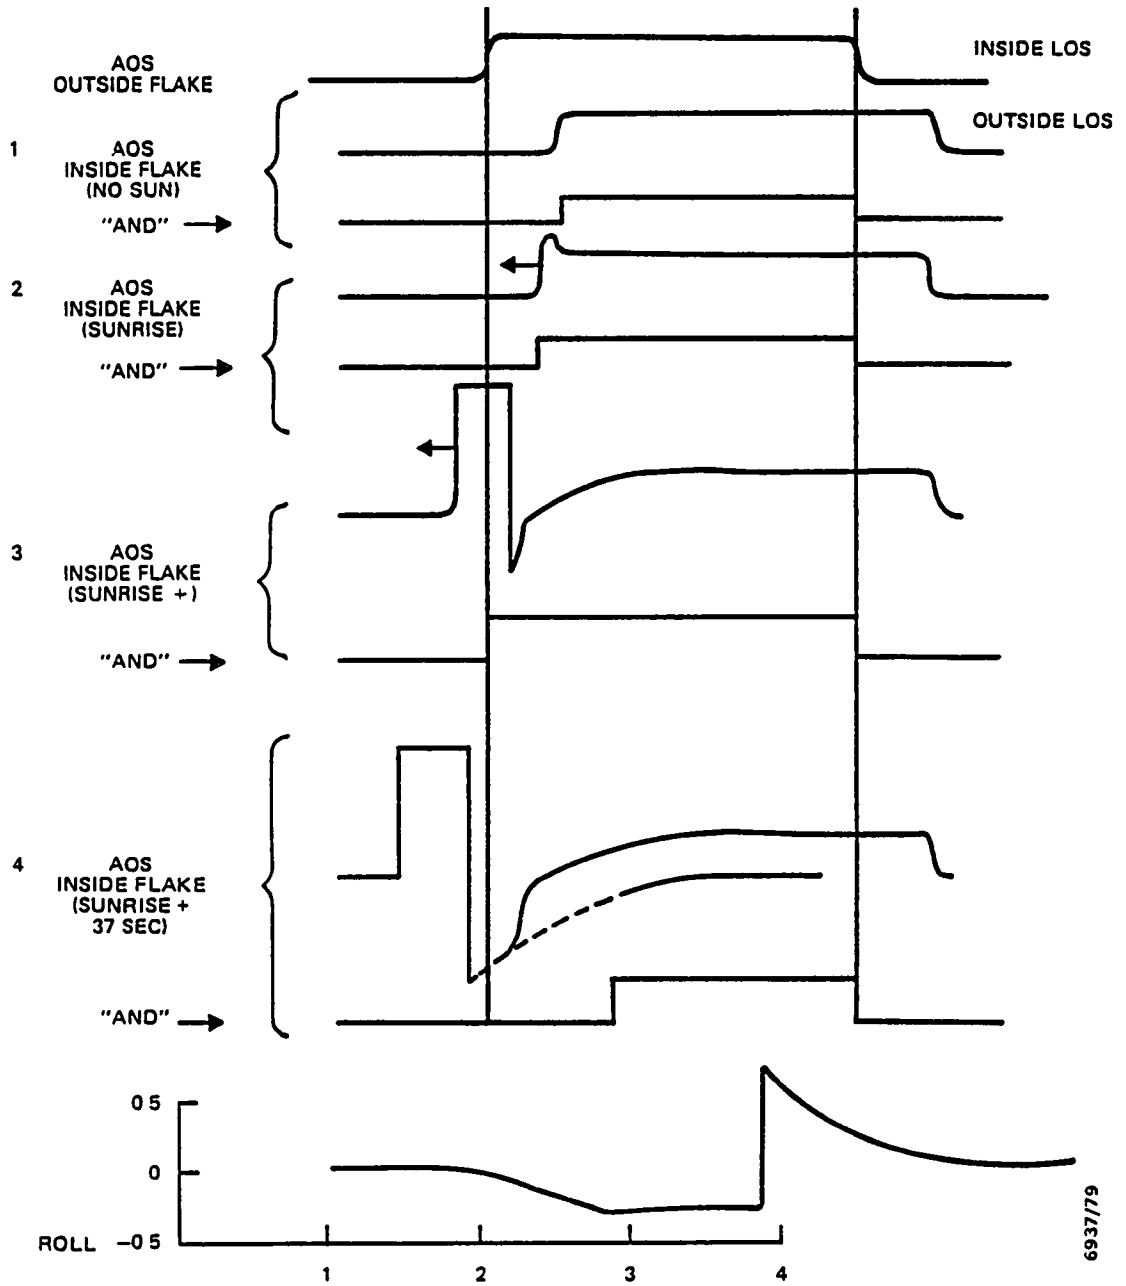 AOS
OUTSIDE FLAKE
INSIDE LOS
OUTSIDE LOS
1
AOS
INSIDE FLAKE
(NO SUN)
"AND"
2
AOS
INSIDE FLAKE
(SUNRISE)
"AND"
3
AOS
INSIDE FLAKE
(SUNRISE +)
"AND"
4
AOS
INSIDE FLAKE
(SUNRISE +
37 SEC)
"AND"
0 5
0
ROLL -0 5
1 2 3 4
6937/79